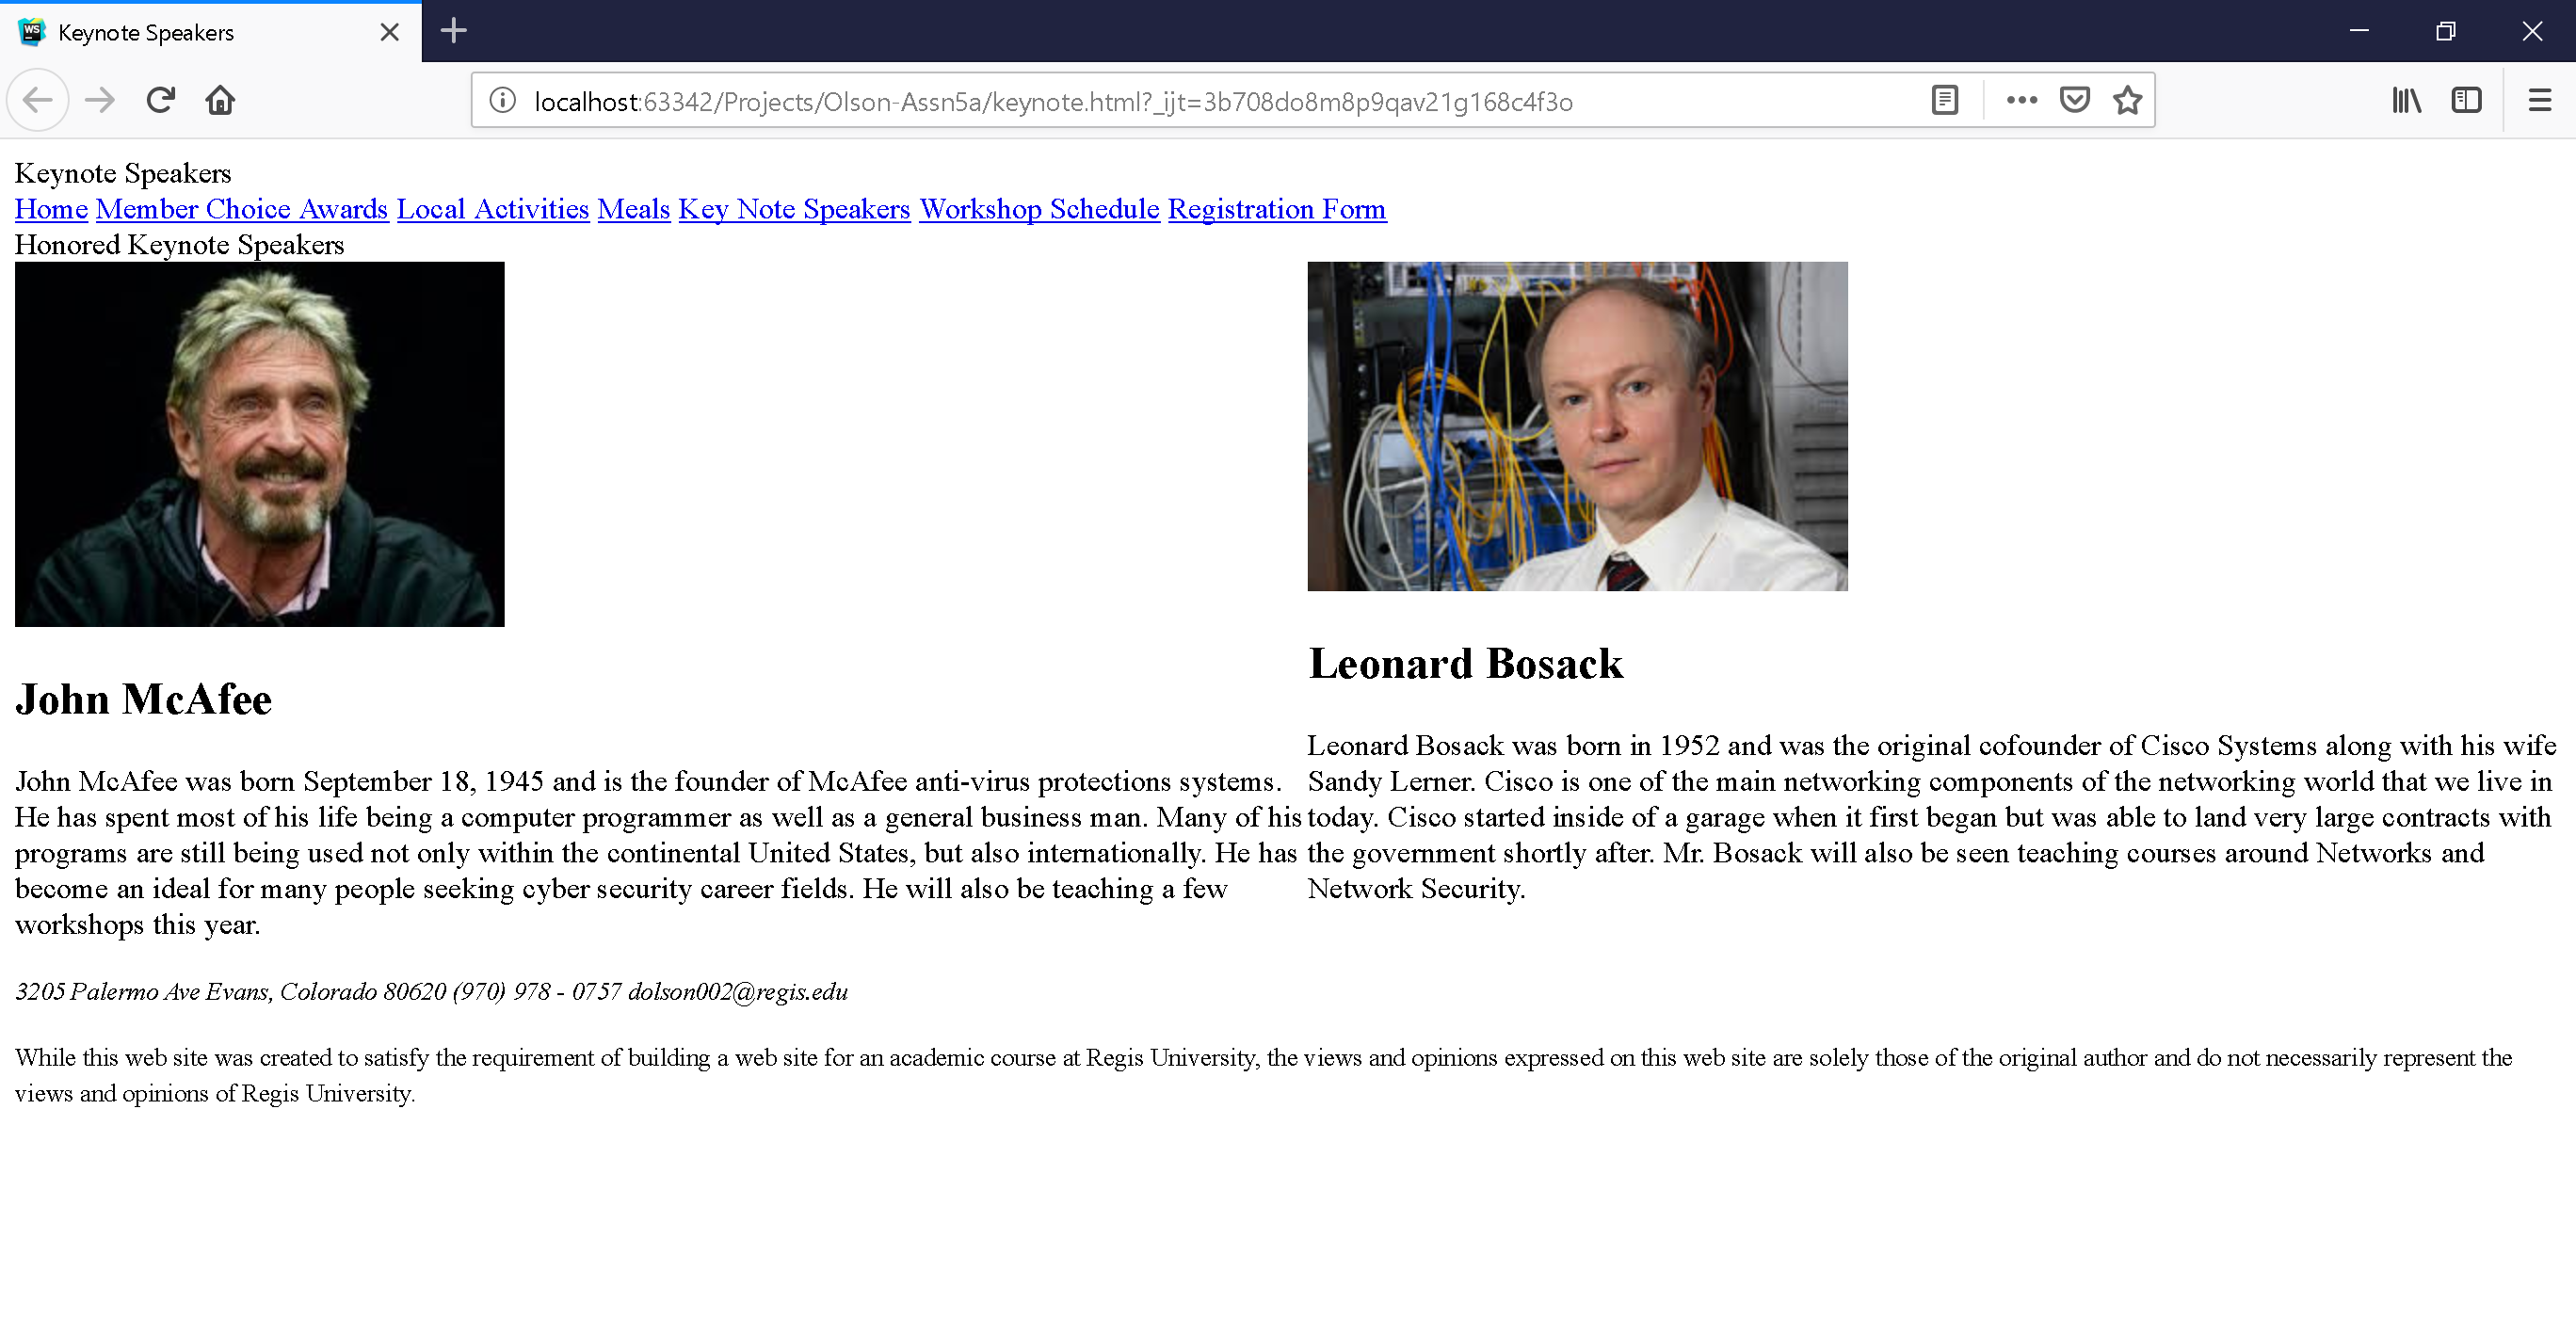 WS Keynote Speakers
localhost:63342/Projects/Olson-Assn5a/keynote.html?_ijt=3b708do8m8p9qav21g168c4f3o
Keynote Speakers
Home Member Choice Awards Local Activities Meals Key Note Speakers Workshop Schedule Registration Form
Honored Keynote Speakers
John McAfee
John McAfee was born September 18, 1945 and is the founder of McAfee anti-virus protections systems.
He has spent most of his life being a computer programmer as well as a general business man. Many of his
programs are still being used not only within the continental United States, but also internationally. He has
become an ideal for many people seeking cyber security career fields. He will also be teaching a few
workshops this year.
Leonard Bosack
Leonard Bosack was born in 1952 and was the original cofounder of Cisco Systems along with his wife
Sandy Lerner. Cisco is one of the main networking components of the networking world that we live in
today. Cisco started inside of a garage when it first began but was able to land very large contracts with
the government shortly after. Mr. Bosack will also be seen teaching courses around Networks and
Network Security.
3205 Palermo Ave Evans, Colorado 80620 (970) 978 - 0757 dolson002@regis.edu
While this web site was created to satisfy the requirement of building a web site for an academic course at Regis University, the views and opinions expressed on this web site are solely those of the original author and do not necessarily represent the
views and opinions of Regis University.